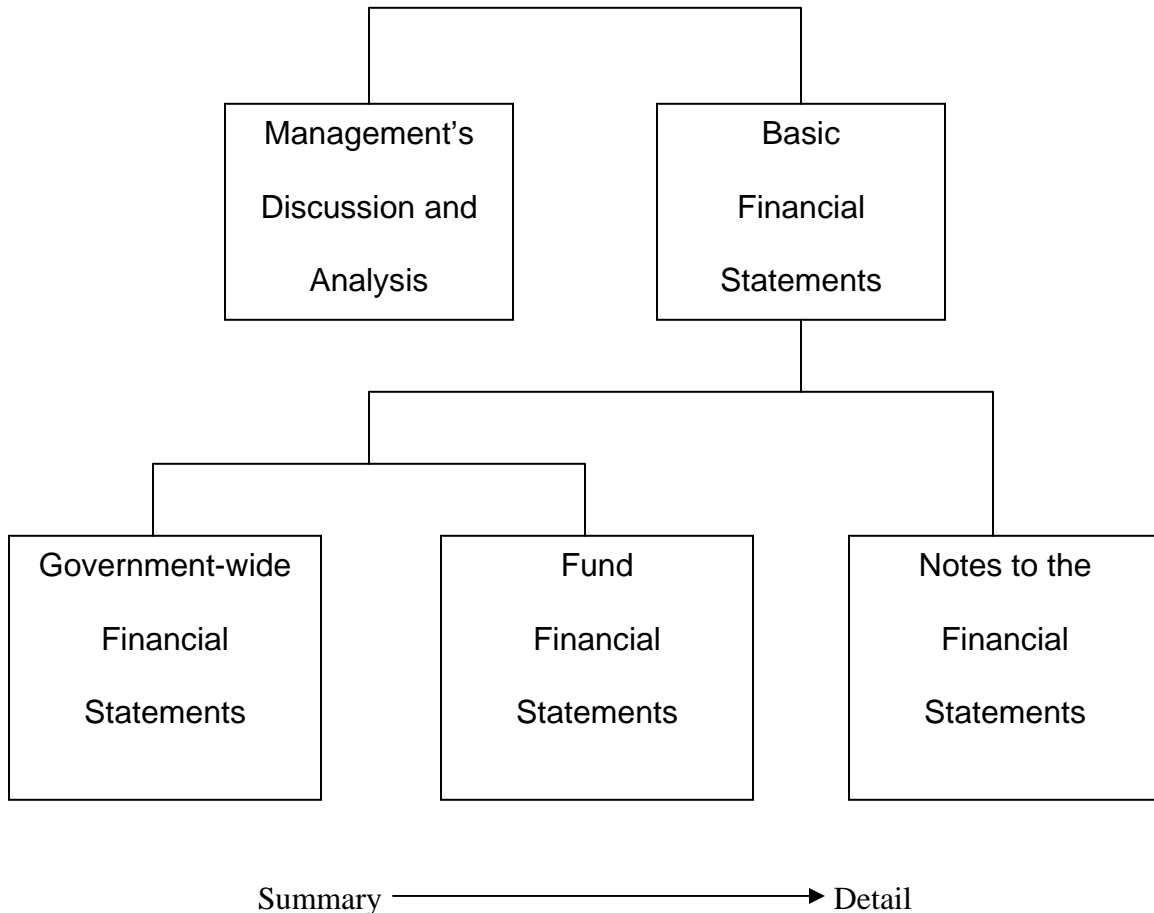 Management’s
Discussion and
Analysis
Basic
Financial
Statements
Government-wide
Financial
Statements
Fund
Financial
Statements
Notes to the
Financial
Statements
Summary Detail